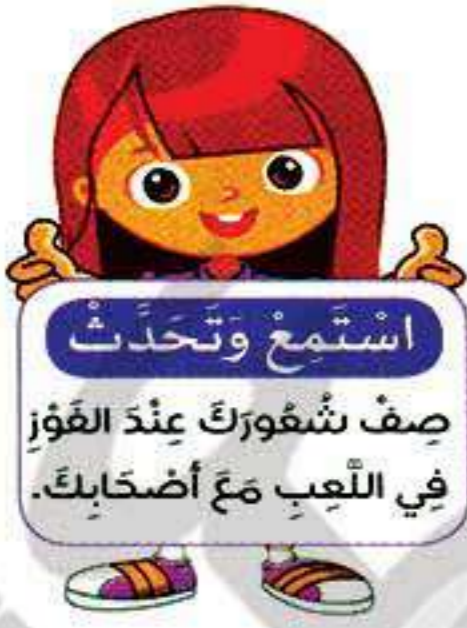 اسْتَمِعْ وَتَحَدَّثْ
صِفْ شُعُورَكَ عِنْدَ الفَوْزِ
فِي اللَّعِبِ مَعَ أَصْحَابِكَ.